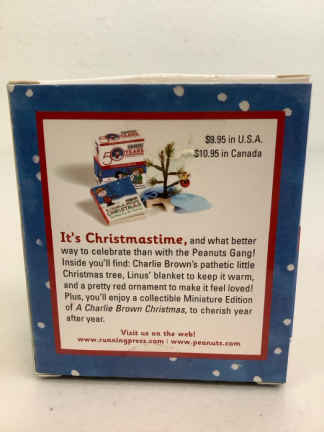 $9.95 in U.S.A.
$10.95 in Canada
50 YEARS
CHRISTMAS
It's Christmastime, and what better
way to celebrate than with the Peanuts Gang!
Inside you'll find: Charlie Brown's pathetic little
Christmas tree, Linus' blanket to keep it warm,
and a pretty red ornament to make it feel loved!
Plus, you'll enjoy a collectible Miniature Edition
of A Charlie Brown Christmas, to cherish year
after year.
Visit us on the web!
www.runningpress.com | www.peanuts.com